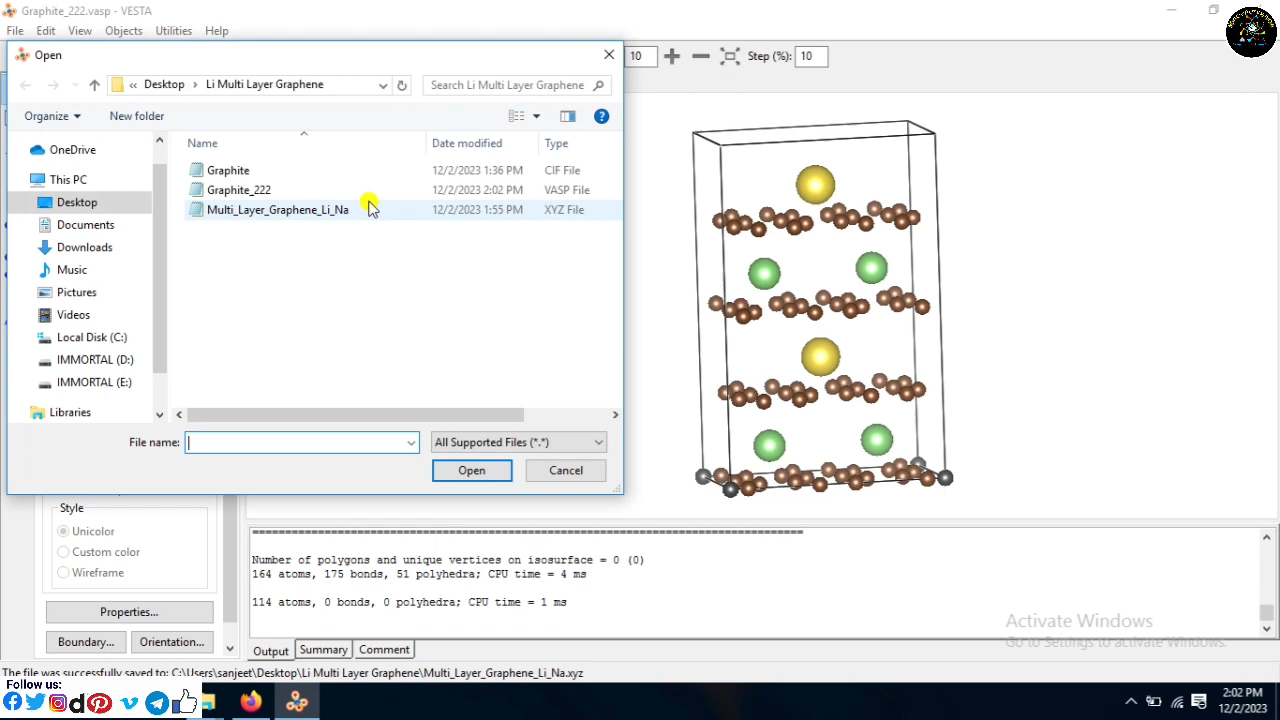 Graphite_222.vasp - VESTA
File Edit View Objects Utilities Help
Open
10 Step (%): 10
Desktop Li Multi Layer Graphene Search Li Multi Layer Graphene
Organize New folder
Name Date modified Type
OneDrive
This PC
Desktop
Documents
Downloads
Music
Pictures
Videos
Local Disk (C:)
IMMORTAL (D:)
IMMORTAL (E:)
Libraries
Graphite 12/2/2023 1:36 PM CIF File
Graphite_222 12/2/2023 2:02 PM VASP File
Multi_Layer_Graphene_Li_Na 12/2/2023 1:55 PM XYZ File
File name: All Supported Files (*.*)
Open Cancel
Style
Unicolor
Custom color
Wireframe
Properties...
Boundary... Orientation...
Number of polygons and unique vertices on isosurface = 0 (0)
164 atoms, 175 bonds, 51 polyhedra; CPU time = 4 ms
114 atoms, 0 bonds, 0 polyhedra; CPU time = 1 ms
Activate Windows
Go to Settings to activate Windows.
Output Summary Comment
The file was successfully saved to: C:\Users\sanjeet\Desktop\Li Multi Layer Graphene\Multi_Layer_Graphene_Li_Na.xyz
Follow us:
2:02 PM
12/2/2023